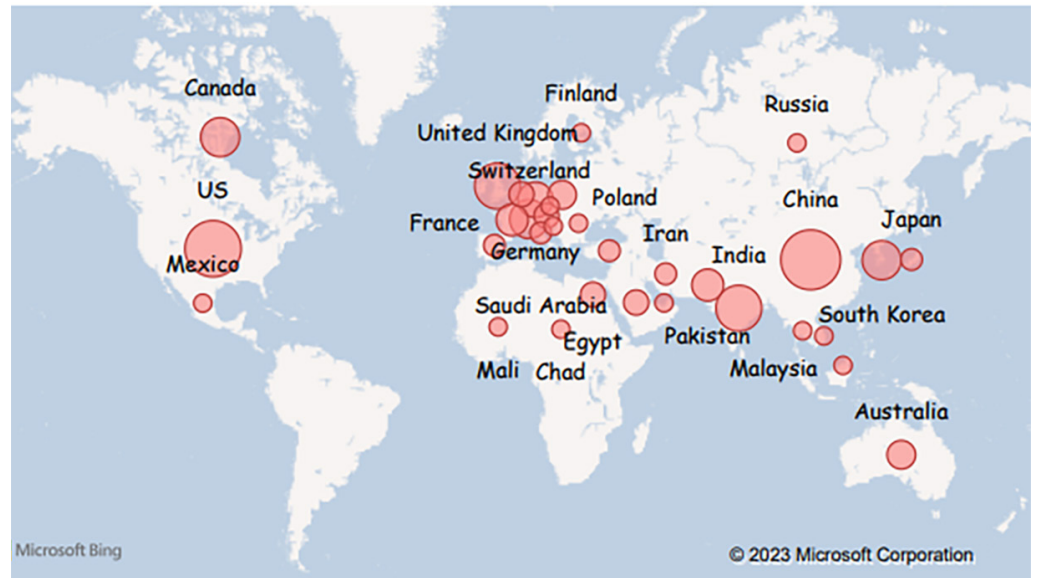 Canada
Finland
Russia
United Kingdom
Switzerland
US
Poland
China
France
Japan
Iran
Germany
India
Mexico
Saudi Arabia
South Korea
Egypt
Pakistan
Mali
Chad
Malaysia
Australia
Microsoft Bing
© 2023 Microsoft Corporation